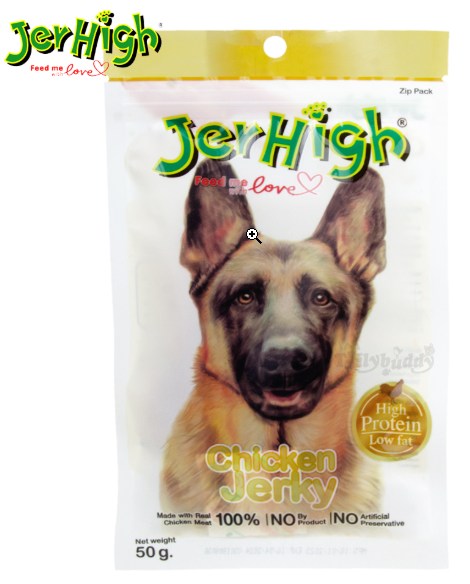 JerHigh
Feed me
with love
Zip Pack
JerHigh®
Feed me
with love
High
Protein
Low fat
Chicken
Jerky
Made with Real
Chicken Meat 100% | NO By Product | NO Artificial Preservative
Net weight
50 g.